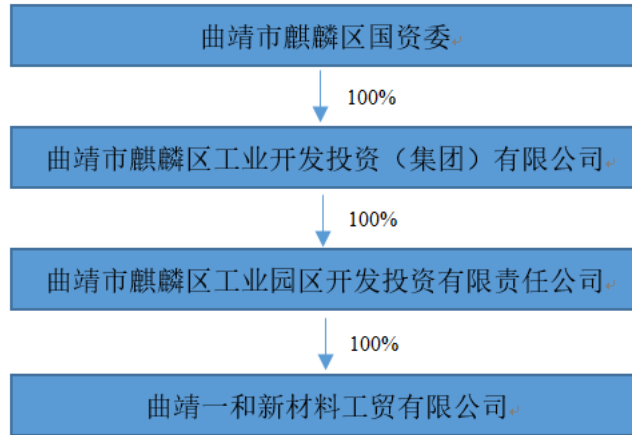 曲靖市麒麟区国资委
100%
曲靖市麒麟区工业开发投资（集团）有限公司
100%
曲靖市麒麟区工业园区开发投资有限责任公司
100%
曲靖一和新材料工贸有限公司